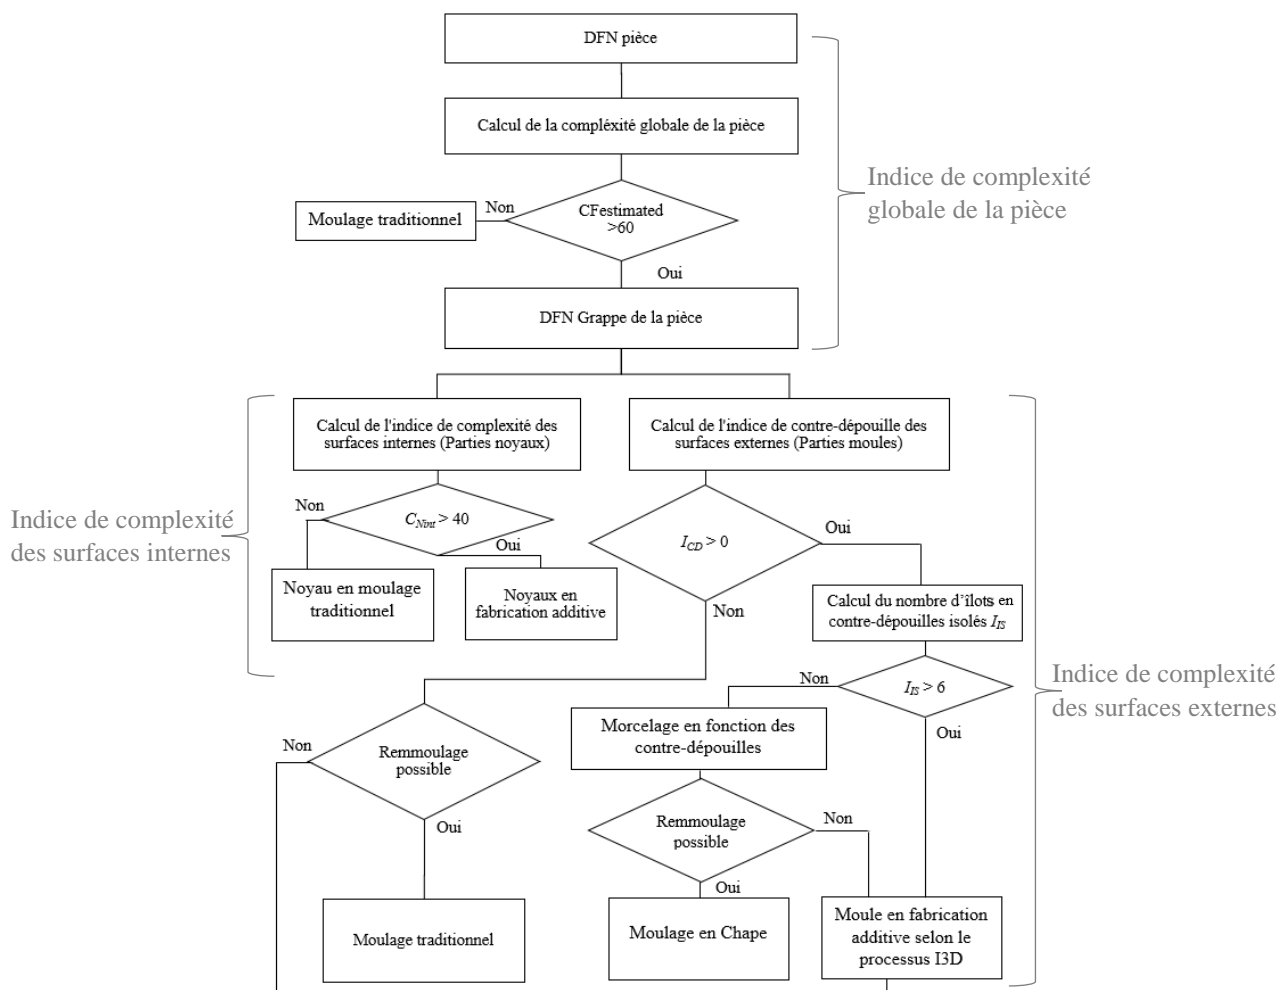 DFN pièce
Calcul de la compléxité globale de la pièce
Indice de complexité
globale de la pièce
Moulage traditionnel
Non
CFestimated
>60
Oui
DFN Grappe de la pièce
Calcul de l'indice de complexité des
surfaces internes (Parties noyaux)
Calcul de l'indice de contre-dépouille des
surfaces externes (Parties moules)
Indice de complexité
des surfaces internes
Non
C_Nint > 40
Oui
Noyau en moulage
traditionnel
Noyaux en
fabrication additive
I_CD > 0
Oui
Non
Calcul du nombre d'îlots en
contre-dépouilles isolés I_IS
Indice de complexité
des surfaces externes
Non
I_IS > 6
Oui
Morcelage en fonction des
contre-dépouilles
Non
Remmoulage
possible
Oui
Remmoulage
possible
Non
Oui
Moulage traditionnel
Moulage en Chape
Moule en fabrication
additive selon le
processus I3D